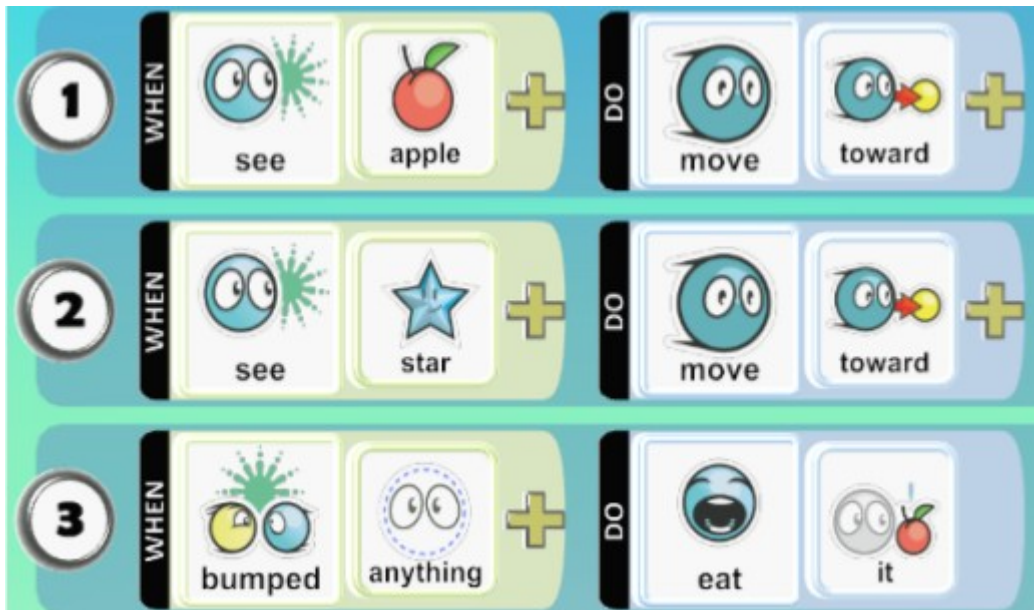 1 WHEN see apple DO move toward
2 WHEN see star DO move toward
3 WHEN bumped anything DO eat it